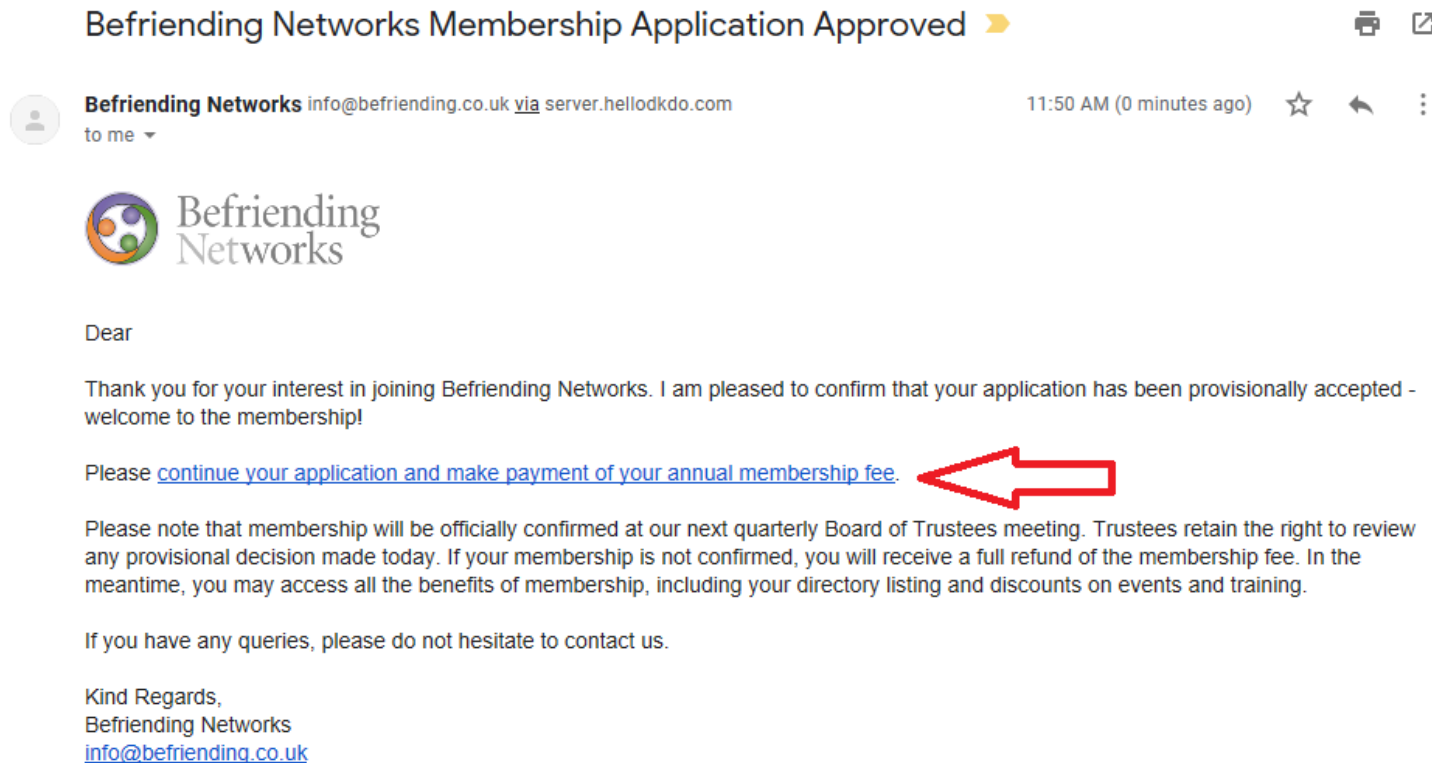 Befriending Networks Membership Application Approved
Befriending Networks info@befriending.co.uk via server.hellodkdo.com 11:50 AM (0 minutes ago)
to me
Befriending
Networks
Dear
Thank you for your interest in joining Befriending Networks. I am pleased to confirm that your application has been provisionally accepted -
welcome to the membership!
Please continue your application and make payment of your annual membership fee.
Please note that membership will be officially confirmed at our next quarterly Board of Trustees meeting. Trustees retain the right to review
any provisional decision made today. If your membership is not confirmed, you will receive a full refund of the membership fee. In the
meantime, you may access all the benefits of membership, including your directory listing and discounts on events and training.
If you have any queries, please do not hesitate to contact us.
Kind Regards,
Befriending Networks
info@befriending.co.uk